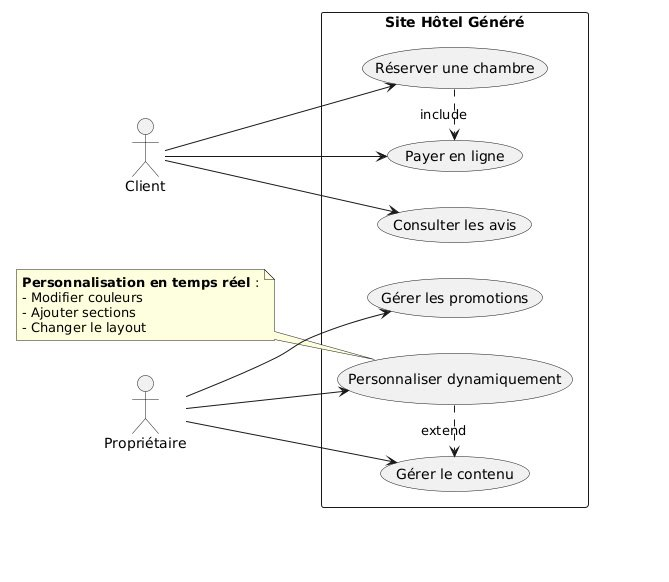 Site Hôtel Généré
Réserver une chambre
include
Payer en ligne
Client
Consulter les avis
Personnalisation en temps réel :
- Modifier couleurs
- Ajouter sections
- Changer le layout
Gérer les promotions
Personnaliser dynamiquement
extend
Propriétaire
Gérer le contenu